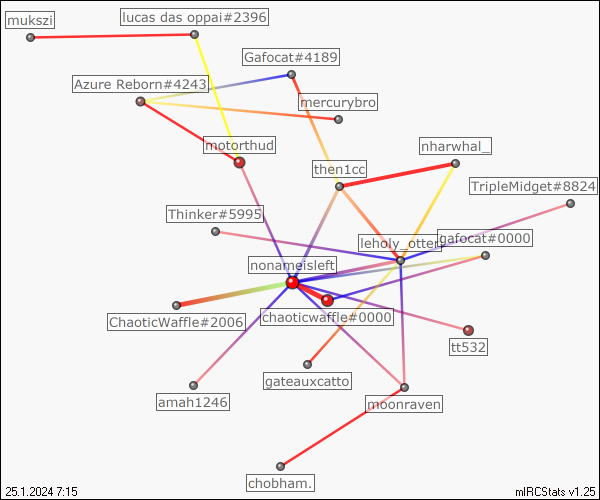 mukszi
lucas das oppai#2396
Gafocat#4189
Azure Reborn#4243
mercurybro
motorthud
nharwhal_
then1cc
TripleMidget#8824
Thinker#5995
leholy_otter
gafocat#0000
nonameisleft
ChaoticWaffle#2006
chaoticwaffle#0000
tt532
gateauxcatto
amah1246
moonraven
chobham.
25.1.2024 7:15
mIRCStats v1.25